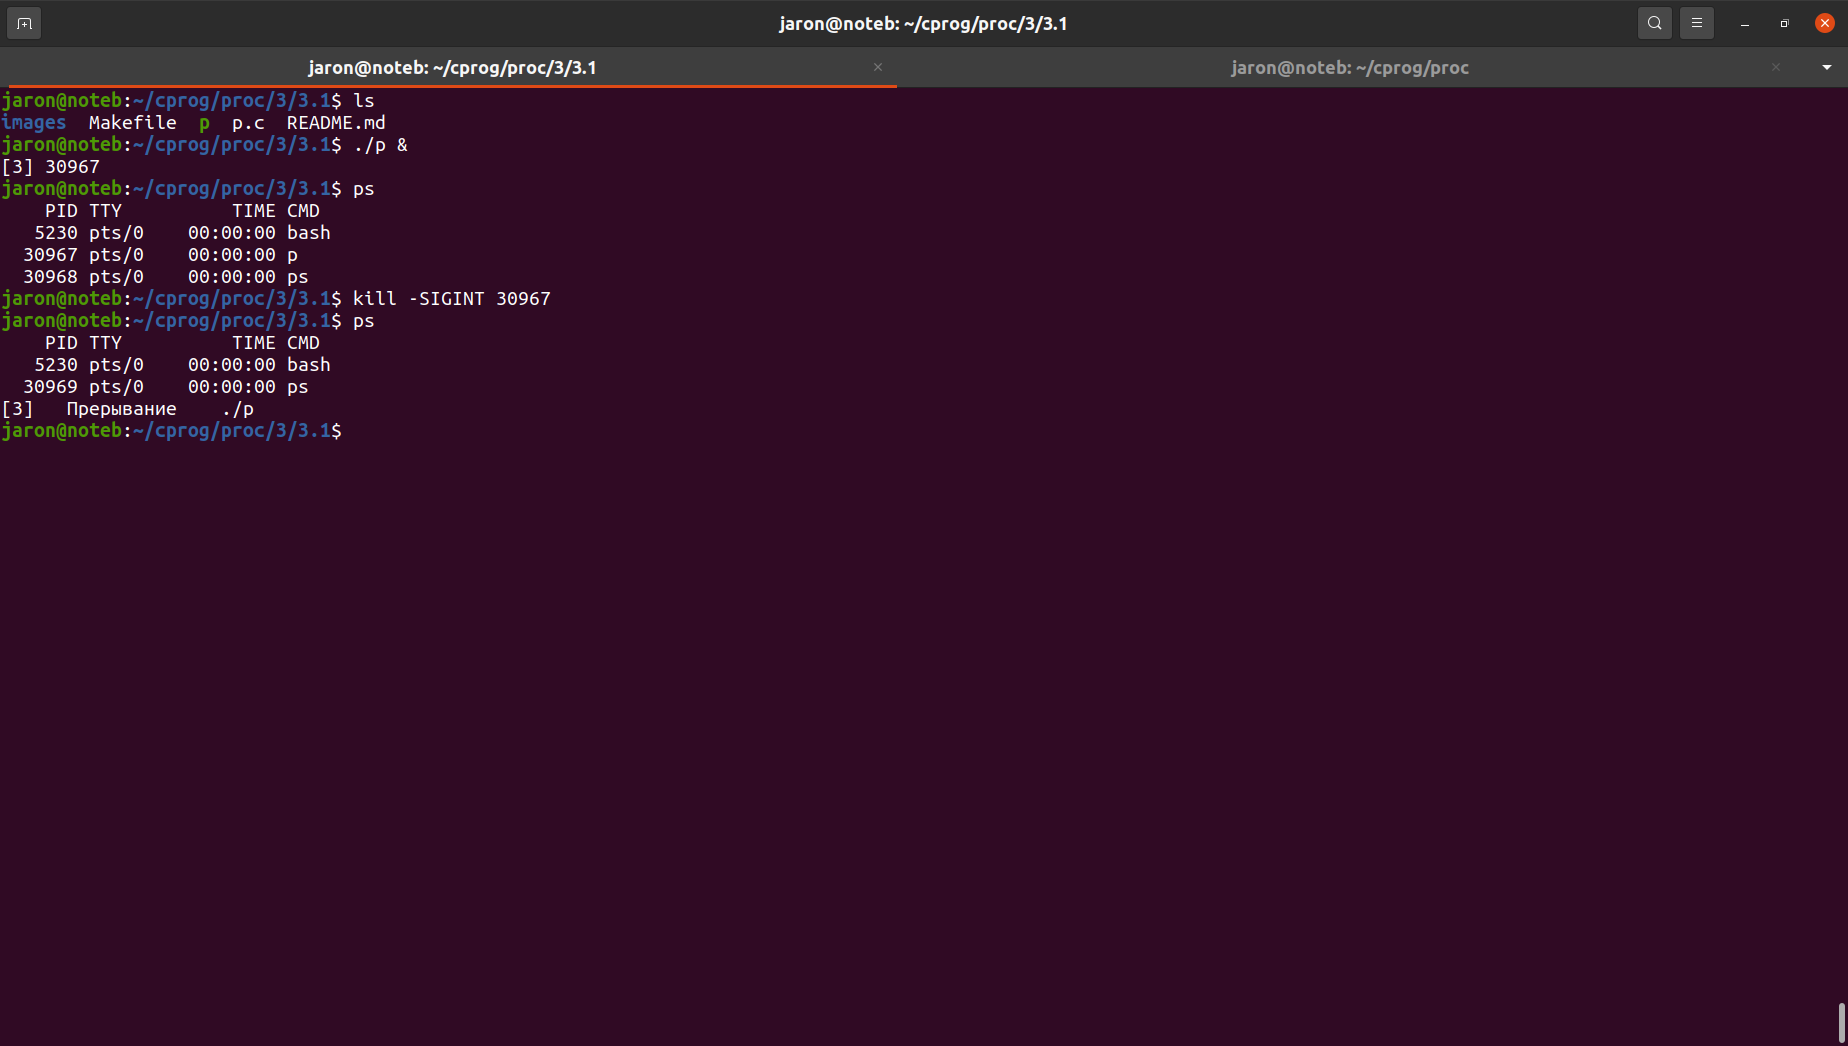 jaron@noteb: ~/cprog/proc/3/3.1
jaron@noteb: ~/cprog/proc/3/3.1 jaron@noteb: ~/cprog/proc
jaron@noteb:~/cprog/proc/3/3.1$ ls
images  Makefile  p  p.c  README.md
jaron@noteb:~/cprog/proc/3/3.1$ ./p &
[3] 30967
jaron@noteb:~/cprog/proc/3/3.1$ ps
    PID TTY          TIME CMD
   5230 pts/0    00:00:00 bash
  30967 pts/0    00:00:00 p
  30968 pts/0    00:00:00 ps
jaron@noteb:~/cprog/proc/3/3.1$ kill -SIGINT 30967
jaron@noteb:~/cprog/proc/3/3.1$ ps
    PID TTY          TIME CMD
   5230 pts/0    00:00:00 bash
  30969 pts/0    00:00:00 ps
[3]   Прерывание    ./p
jaron@noteb:~/cprog/proc/3/3.1$